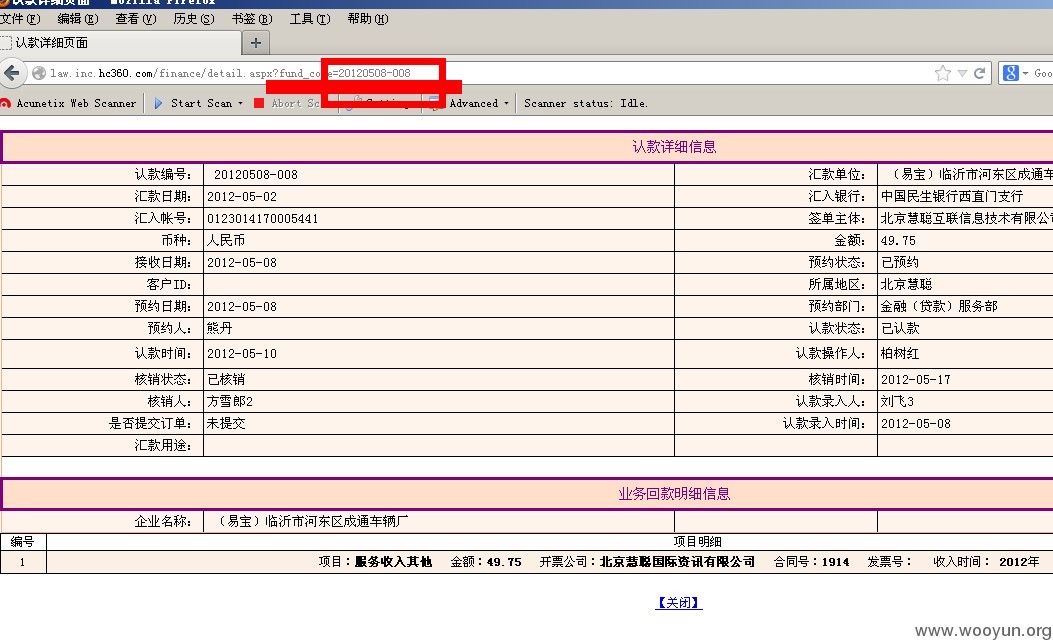 认款详细页面 - Mozilla Firefox
文件(F) 编辑(E) 查看(V) 历史(S) 书签(B) 工具(T) 帮助(H)
认款详细页面 +
law.inc.hc360.com/finance/detail.aspx?fund_code=20120508-008 Goo
Acunetix Web Scanner Start Scan Abort Sc Advanced Scanner status: Idle.
认款详细信息
认款编号： 20120508-008 汇款单位： （易宝）临沂市河东区成通车
汇款日期： 2012-05-02 汇入银行： 中国民生银行西直门支行
汇入帐号： 0123014170005441 签单主体： 北京慧聪互联信息技术有限公
币种： 人民币 金额： 49.75
接收日期： 2012-05-08 预约状态： 已预约
客户ID： 所属地区： 北京慧聪
预约日期： 2012-05-08 预约部门： 金融（贷款）服务部
预约人： 熊丹 认款状态： 已认款
认款时间： 2012-05-10 认款操作人： 柏树红
核销状态： 已核销 核销时间： 2012-05-17
核销人： 方雪郎2 认款录入人： 刘飞3
是否提交订单： 未提交 认款录入时间： 2012-05-08
汇款用途：
业务回款明细信息
企业名称： （易宝）临沂市河东区成通车辆厂
编号 项目明细
1 项目：服务收入其他 金额：49.75 开票公司：北京慧聪国际资讯有限公司 合同号：1914 发票号： 收入时间： 2012年
【关闭】
www.wooyun.org